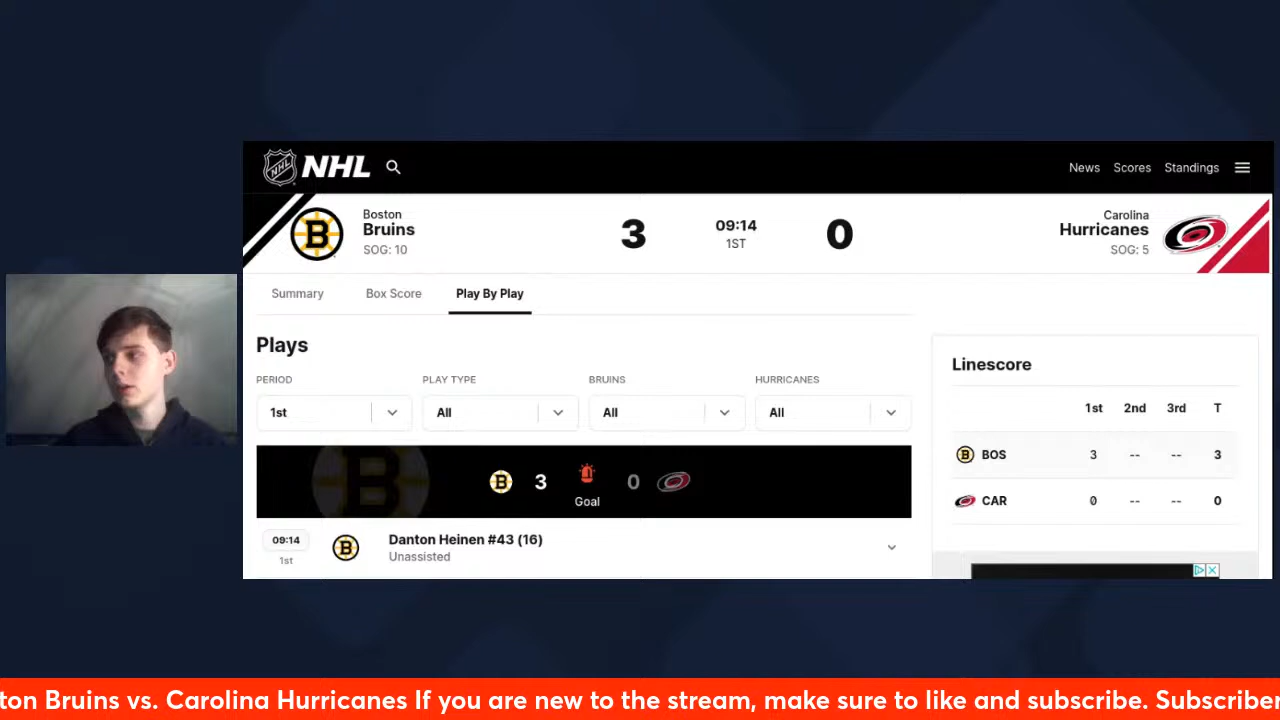 NHL
NHL
News Scores Standings
Boston
Bruins
SOG: 10
3
09:14
1ST
0
Carolina
Hurricanes
SOG: 5
B
Summary Box Score Play By Play
Plays
PERIOD PLAY TYPE BRUINS HURRICANES
1st All All All
B 3 0
Goal
09:14
1st
B
Danton Heinen #43 (16)
Unassisted
Linescore
1st 2nd 3rd T
B BOS 3 -- -- 3
CAR 0 -- -- 0
ton Bruins vs. Carolina Hurricanes If you are new to the stream, make sure to like and subscribe. Subscriber